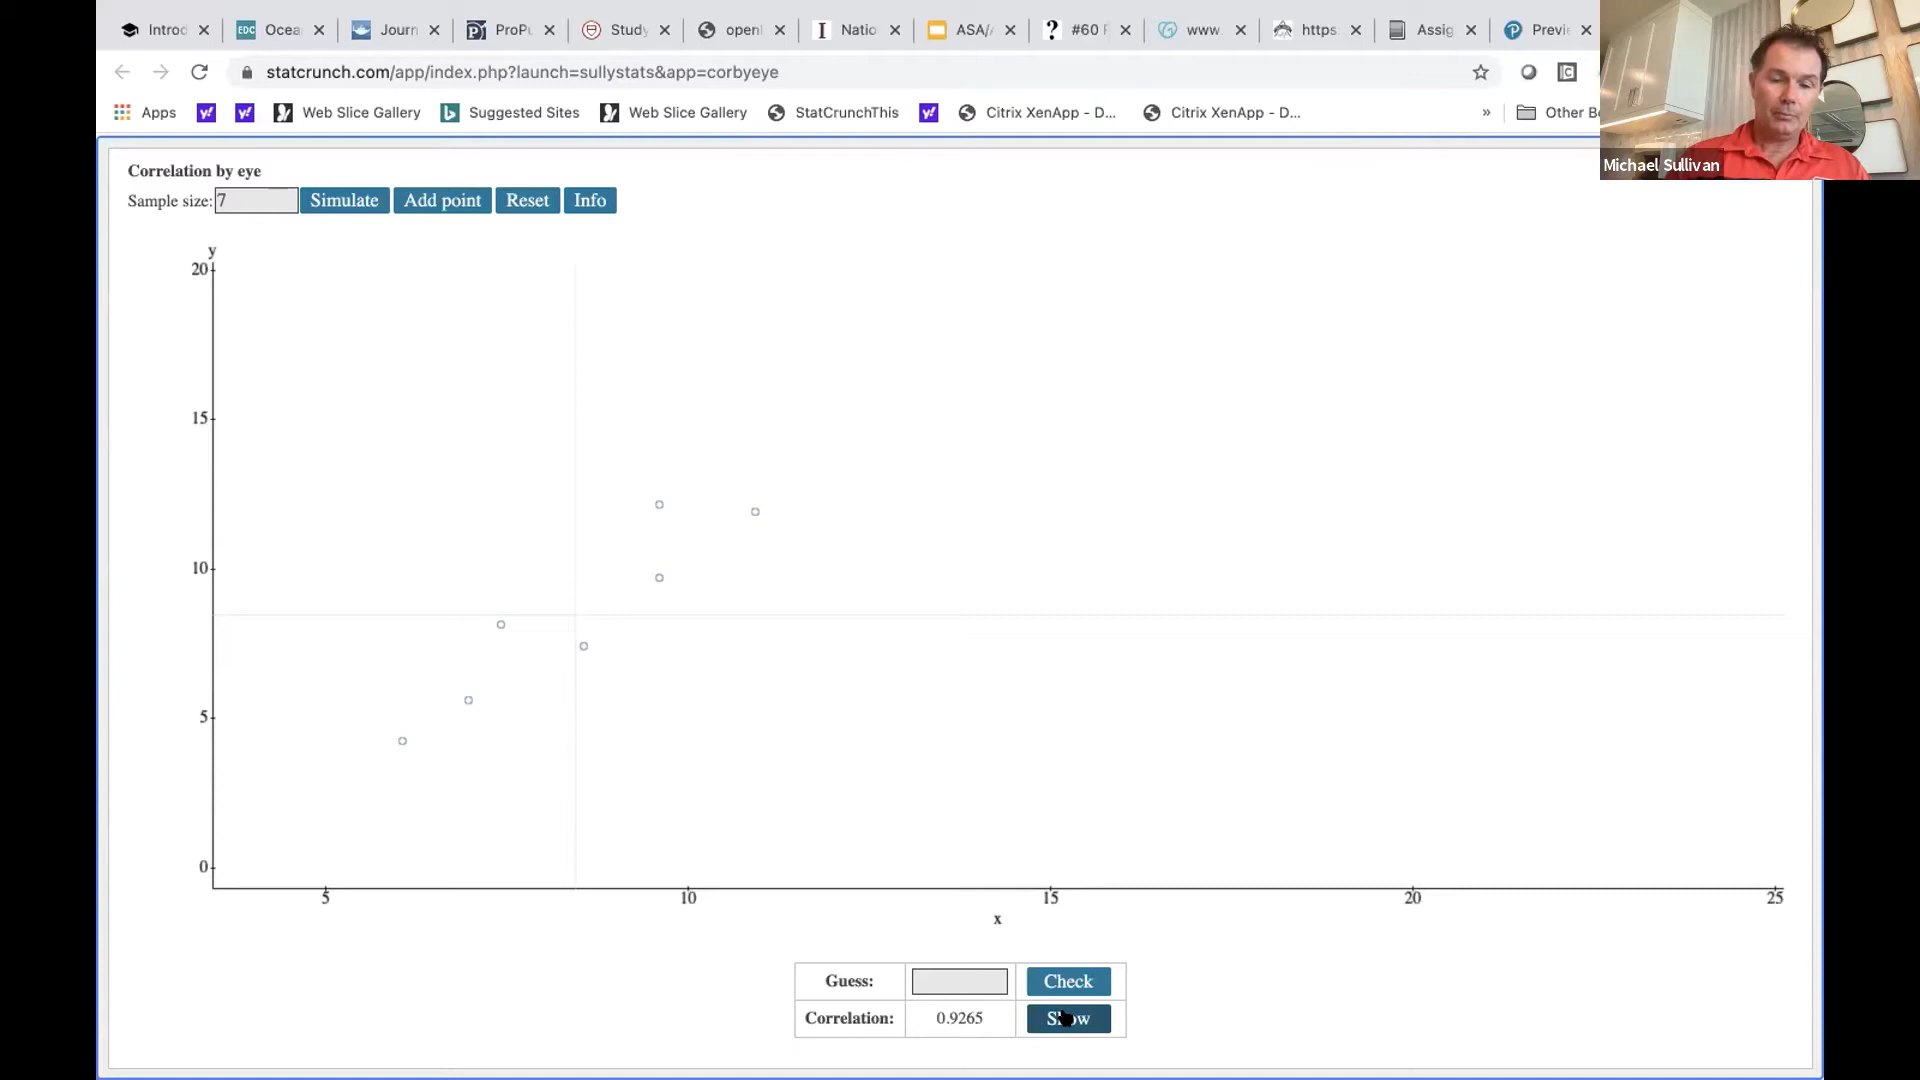 Introd Ocea Journ ProPu Study openI Natio ASA/A #60 F www. https Assig Previe
statcrunch.com/app/index.php?launch=sullystats&app=corbyeye
Apps Web Slice Gallery Suggested Sites Web Slice Gallery StatCrunchThis Citrix XenApp - D... Citrix XenApp - D... » Other Bo
Michael Sullivan
Correlation by eye
Sample size: 7 Simulate Add point Reset Info
y
20
15
10
5
0
5 10 15 20 25
x
Guess: Check
Correlation: 0.9265 Show